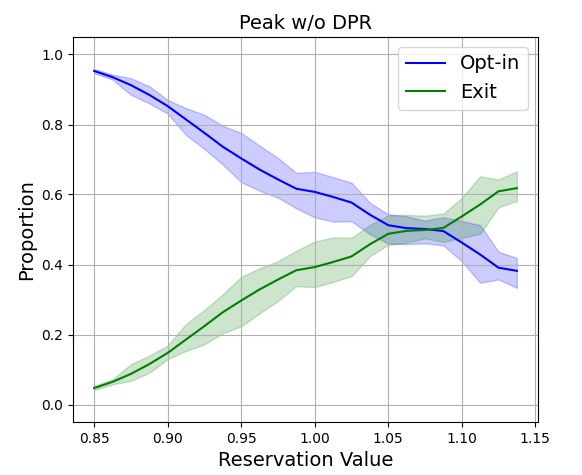 Peak w/o DPR
Opt-in
Exit
Proportion
1.0
0.8
0.6
0.4
0.2
0.0
0.85 0.90 0.95 1.00 1.05 1.10 1.15
Reservation Value